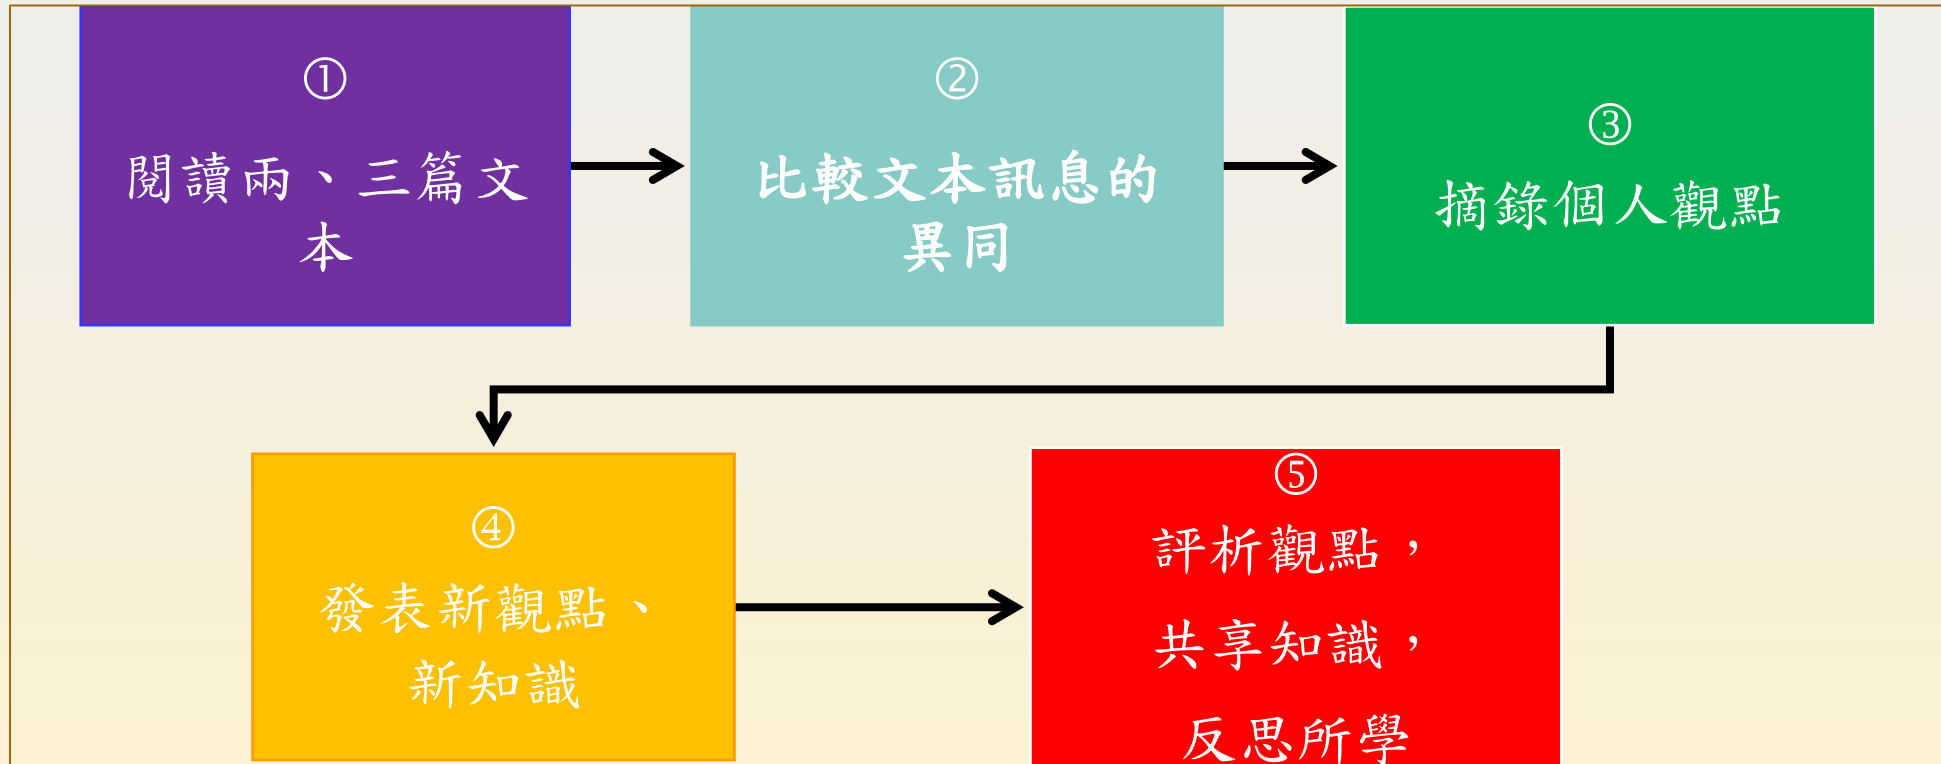 ①
閱讀兩、三篇文
本
②
比較文本訊息的
異同
③
摘錄個人觀點
④
發表新觀點、
新知識
⑤
評析觀點，
共享知識，
反思所學